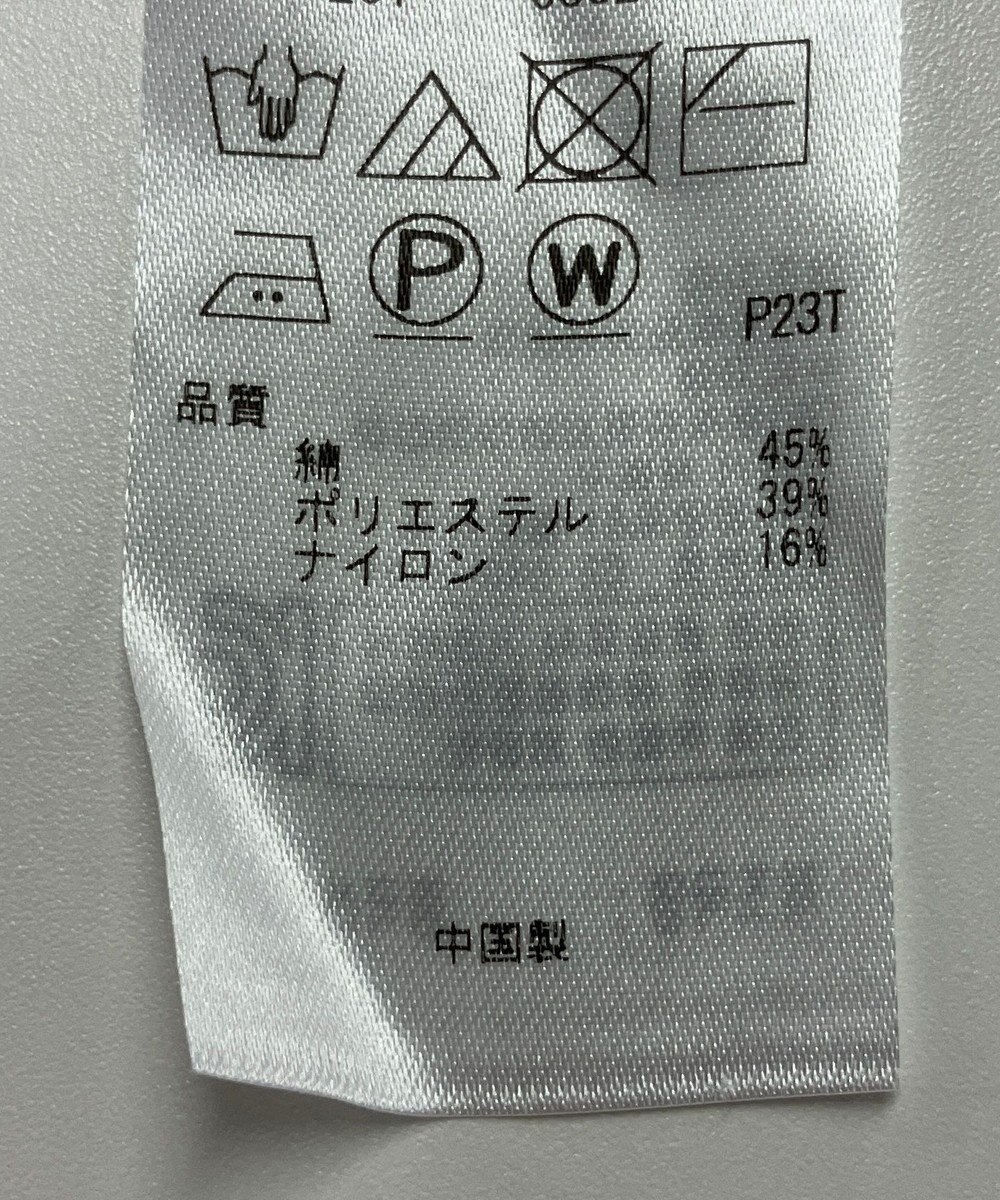 P
W
P23T
品質
綿 45%
ポリエステル 39%
ナイロン 16%
中国製